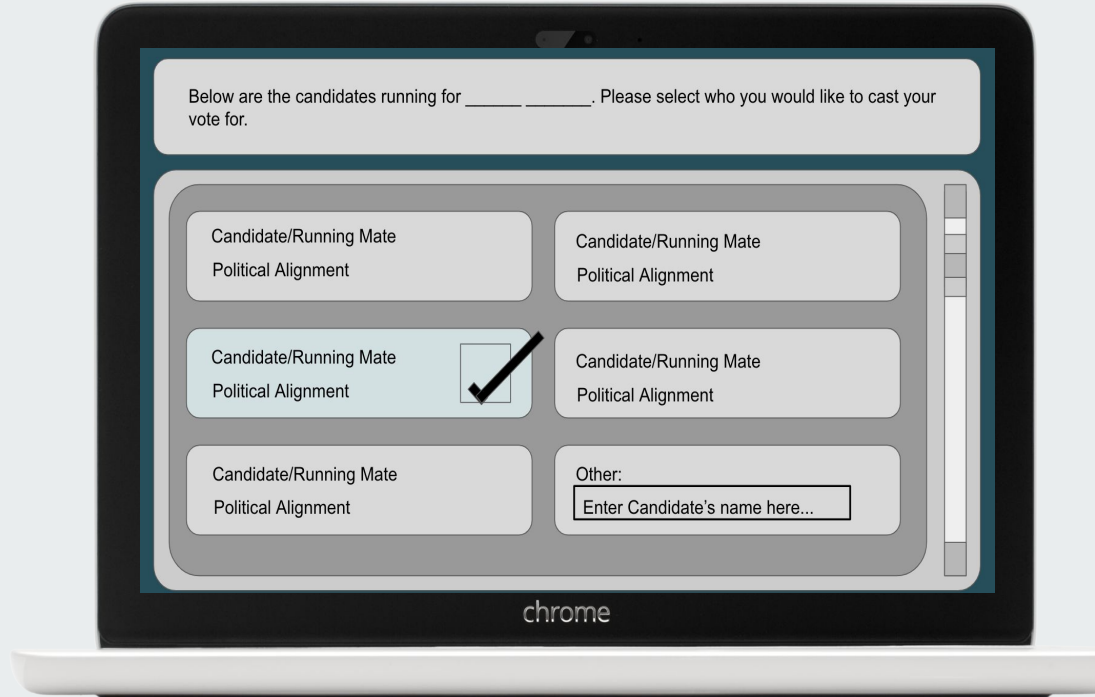 Below are the candidates running for ______ _______. Please select who you would like to cast your
vote for.
Candidate/Running Mate
Political Alignment
Candidate/Running Mate
Political Alignment
Candidate/Running Mate
Political Alignment
Candidate/Running Mate
Political Alignment
Candidate/Running Mate
Political Alignment
Other:
Enter Candidate's name here...
chrome